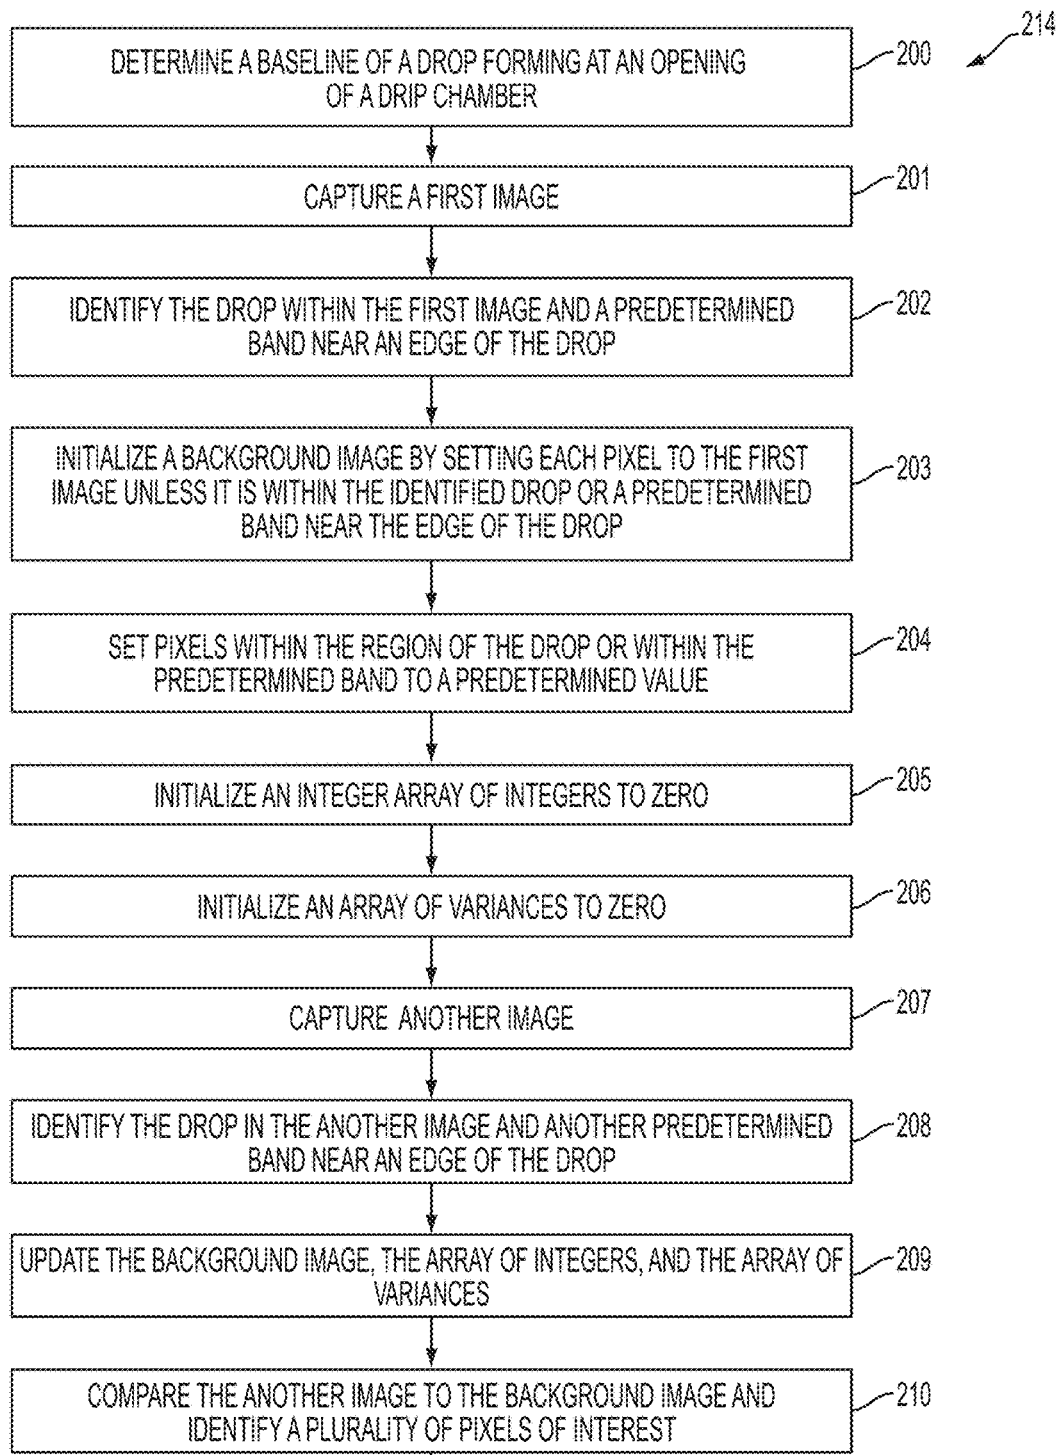 214
DETERMINE A BASELINE OF A DROP FORMING AT AN OPENING
OF A DRIP CHAMBER
200
CAPTURE A FIRST IMAGE
201
IDENTIFY THE DROP WITHIN THE FIRST IMAGE AND A PREDETERMINED
BAND NEAR AN EDGE OF THE DROP
202
INITIALIZE A BACKGROUND IMAGE BY SETTING EACH PIXEL TO THE FIRST
IMAGE UNLESS IT IS WITHIN THE IDENTIFIED DROP OR A PREDETERMINED
BAND NEAR THE EDGE OF THE DROP
203
SET PIXELS WITHIN THE REGION OF THE DROP OR WITHIN THE
PREDETERMINED BAND TO A PREDETERMINED VALUE
204
INITIALIZE AN INTEGER ARRAY OF INTEGERS TO ZERO
205
INITIALIZE AN ARRAY OF VARIANCES TO ZERO
206
CAPTURE ANOTHER IMAGE
207
IDENTIFY THE DROP IN THE ANOTHER IMAGE AND ANOTHER PREDETERMINED
BAND NEAR AN EDGE OF THE DROP
208
UPDATE THE BACKGROUND IMAGE, THE ARRAY OF INTEGERS, AND THE ARRAY OF
VARIANCES
209
COMPARE THE ANOTHER IMAGE TO THE BACKGROUND IMAGE AND
IDENTIFY A PLURALITY OF PIXELS OF INTEREST
210